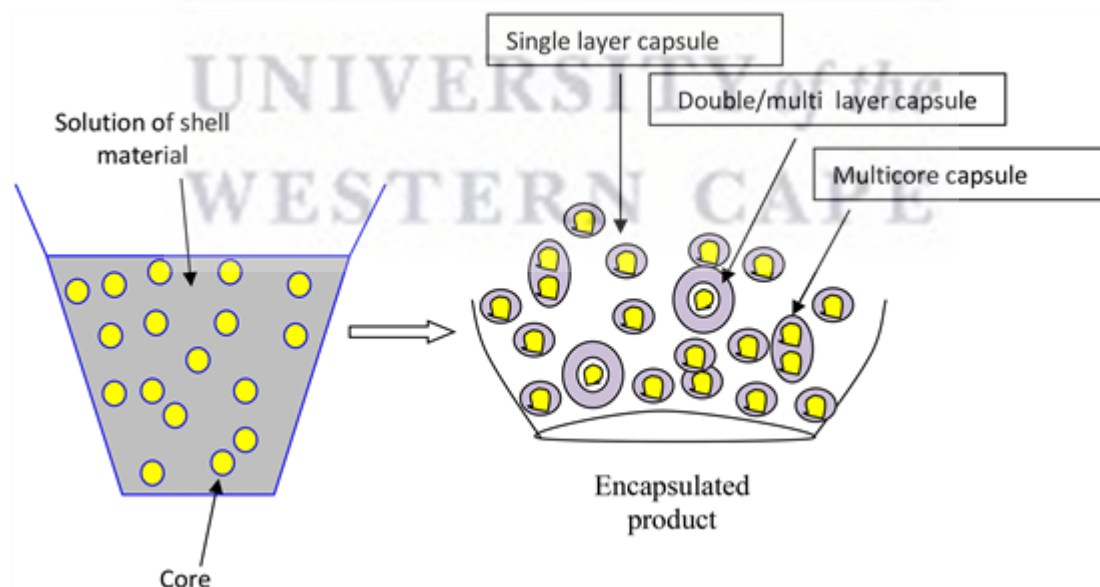 UNIVERSITY of the
WESTERN CAPE
Single layer capsule
Double/multi layer capsule
Multicore capsule
Solution of shell
material
Core
Encapsulated
product